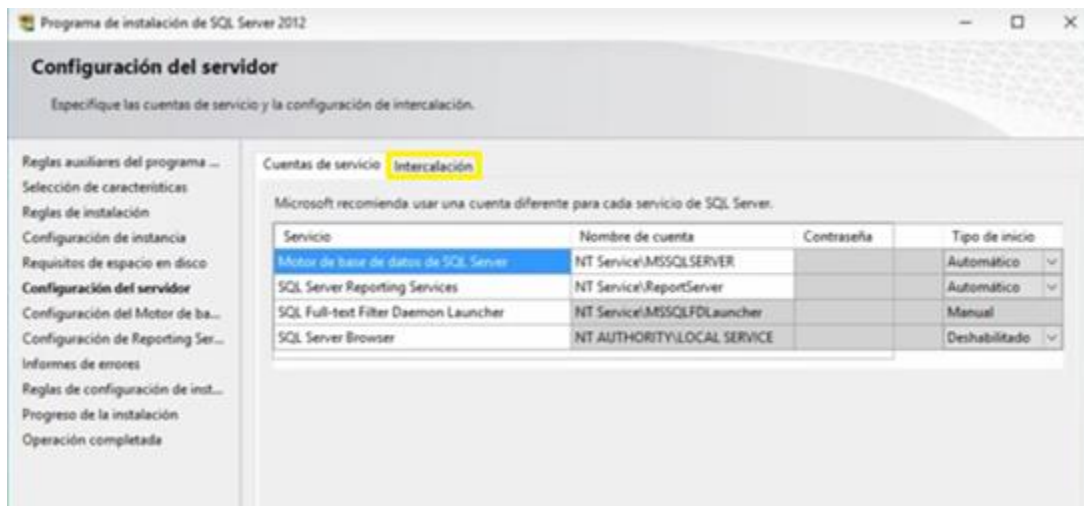 Programa de instalación de SQL Server 2012
Configuración del servidor
Especifique las cuentas de servicio y la configuración de intercalación.
Reglas auxiliares del programa ...
Selección de características
Reglas de instalación
Configuración de instancia
Requisitos de espacio en disco
Configuración del servidor
Configuración del Motor de ba...
Configuración de Reporting Ser...
Informes de errores
Reglas de configuración de inst...
Progreso de la instalación
Operación completada
Cuentas de servicio Intercalación
Microsoft recomienda usar una cuenta diferente para cada servicio de SQL Server.
Servicio Nombre de cuenta Contraseña Tipo de inicio
Motor de base de datos de SQL Server NT Service\MSSQLSERVER Automático
SQL Server Reporting Services NT Service\ReportServer Automático
SQL Full-text Filter Daemon Launcher NT Service\MSSQLFDLauncher Manual
SQL Server Browser NT AUTHORITY\LOCAL SERVICE Deshabilitado